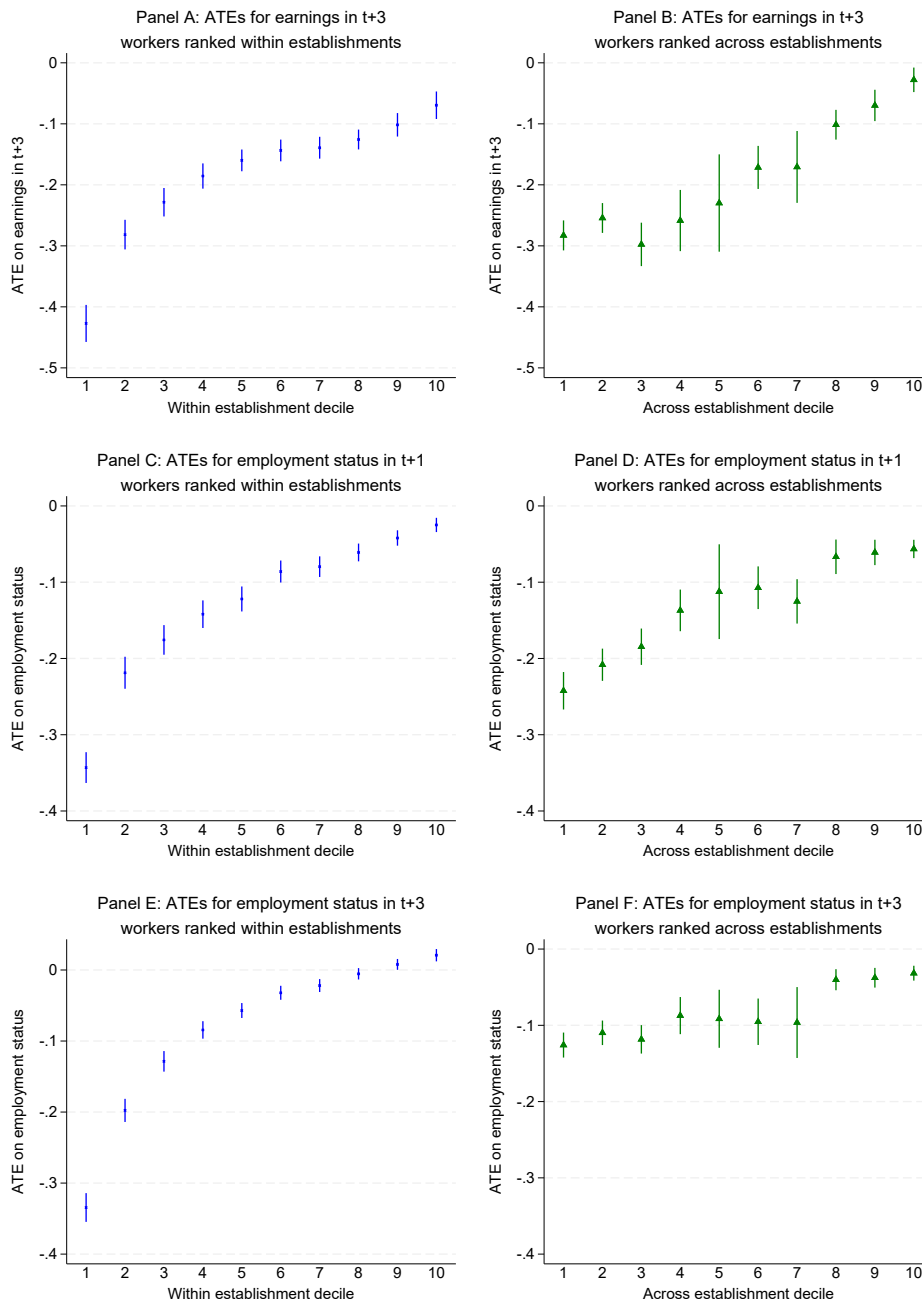 Panel A: ATEs for earnings in t+3
workers ranked within establishments
0
-.1
-.2
-.3
-.4
-.5
ATE on earnings in t+3
1 2 3 4 5 6 7 8 9 10
Within establishment decile
Panel B: ATEs for earnings in t+3
workers ranked across establishments
0
-.1
-.2
-.3
-.4
-.5
ATE on earnings in t+3
1 2 3 4 5 6 7 8 9 10
Across establishment decile
Panel C: ATEs for employment status in t+1
workers ranked within establishments
0
-.1
-.2
-.3
-.4
ATE on employment status
1 2 3 4 5 6 7 8 9 10
Within establishment decile
Panel D: ATEs for employment status in t+1
workers ranked across establishments
0
-.1
-.2
-.3
-.4
ATE on employment status
1 2 3 4 5 6 7 8 9 10
Across establishment decile
Panel E: ATEs for employment status in t+3
workers ranked within establishments
0
-.1
-.2
-.3
-.4
ATE on employment status
1 2 3 4 5 6 7 8 9 10
Within establishment decile
Panel F: ATEs for employment status in t+3
workers ranked across establishments
0
-.1
-.2
-.3
-.4
ATE on employment status
1 2 3 4 5 6 7 8 9 10
Across establishment decile